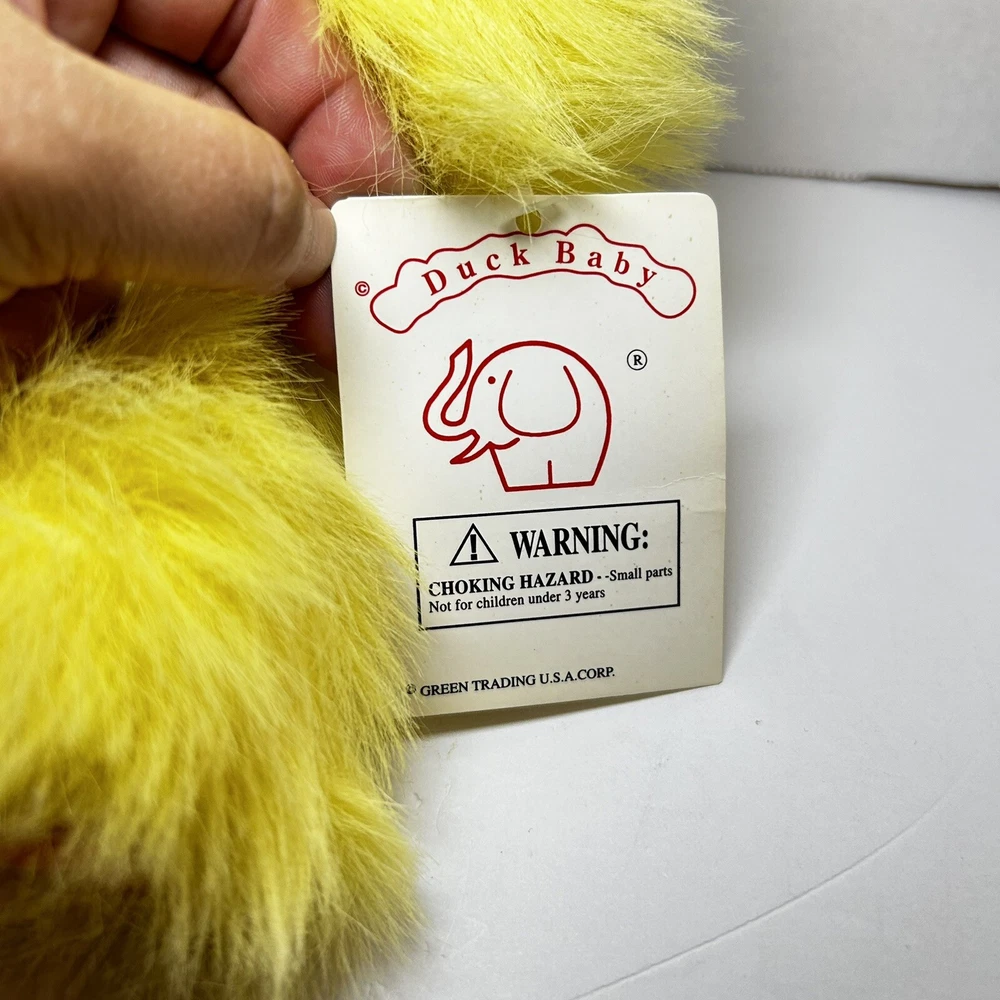 © Duck Baby
®
WARNING:
CHOKING HAZARD - -Small parts
Not for children under 3 years
© GREEN TRADING U.S.A.CORP.